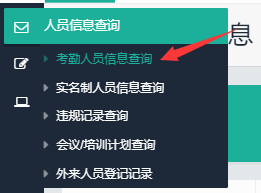 人员信息查询
息
考勤人员信息查询
实名制人员信息查询
违规记录查询
会议/培训计划查询
外来人员登记记录